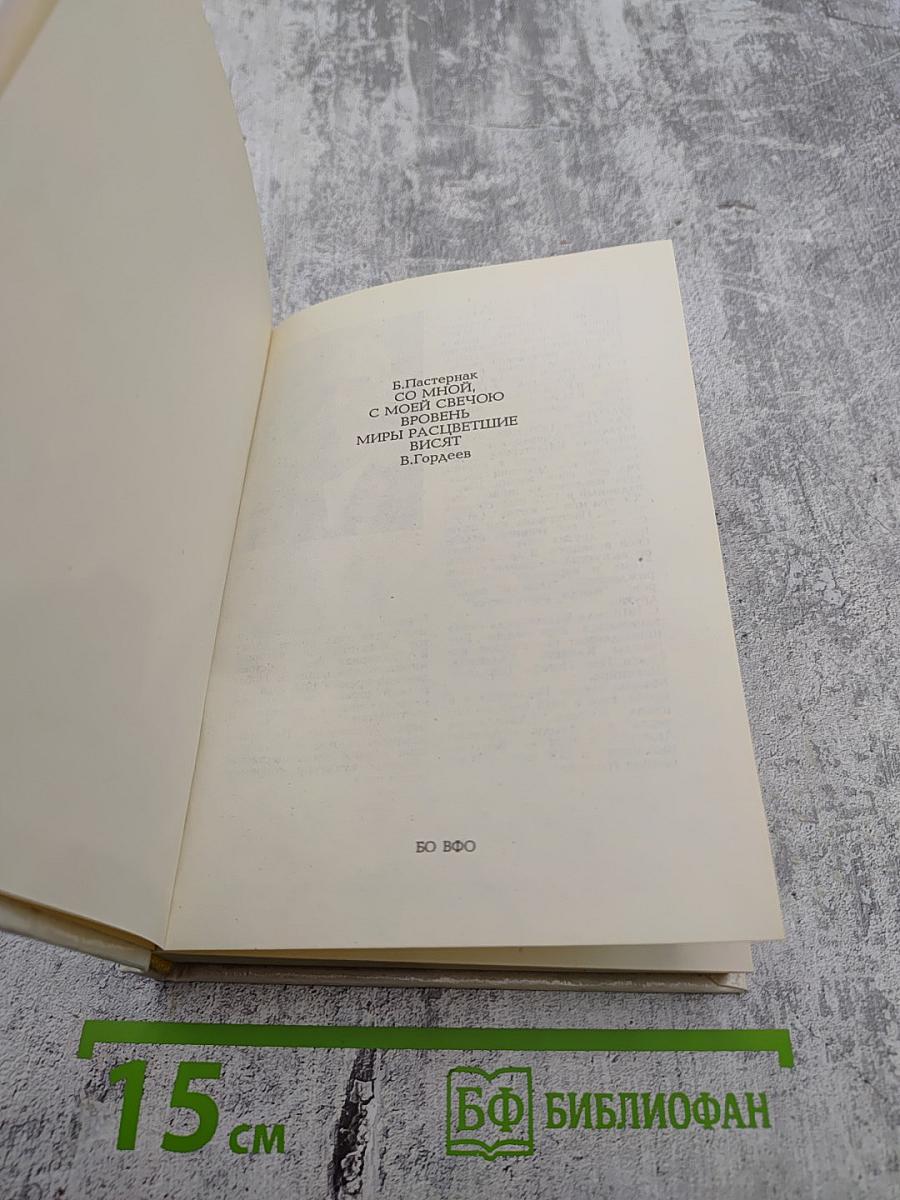 Б.Пастернак
СО МНОЙ,
С МОЕЙ СВЕЧОЮ
ВРОВЕНЬ
МИРЫ РАСЦВЕТШИЕ
ВИСЯТ
В.Гордеев
БО ВФО
15 см
БФ БИБЛИОФАН